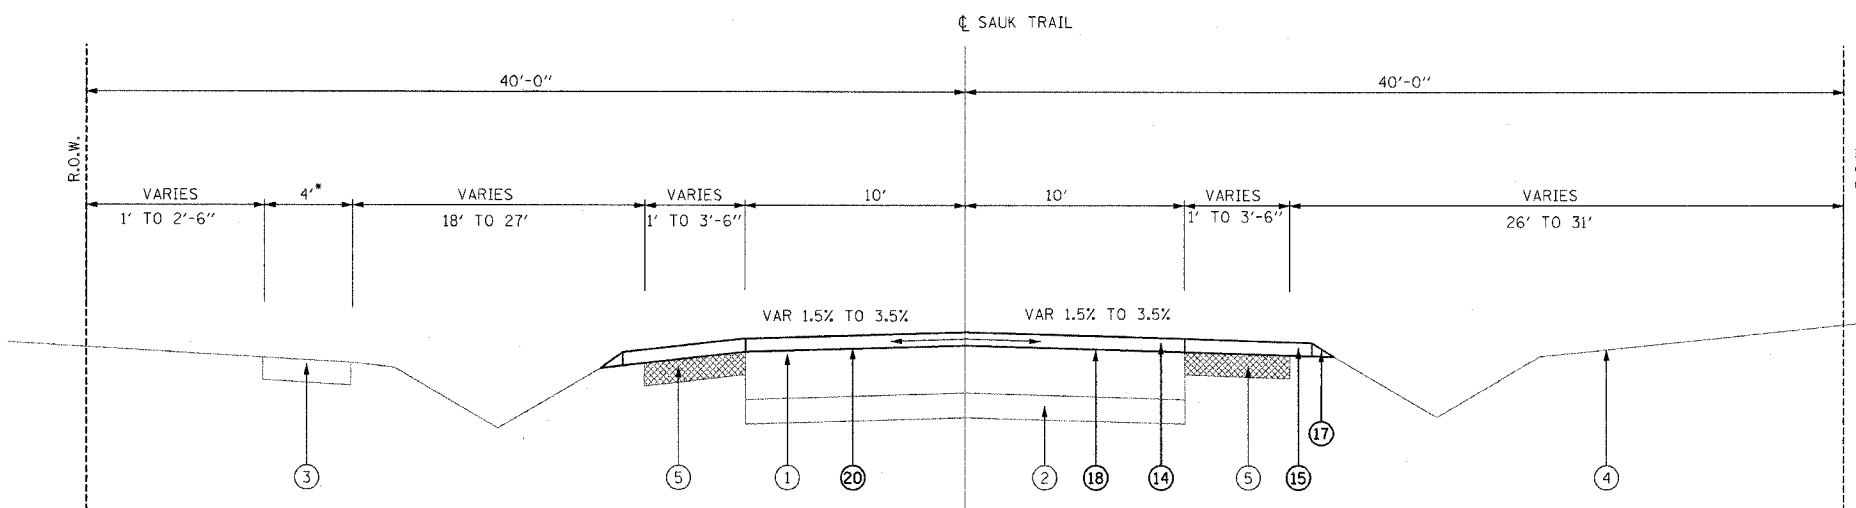 ℄ SAUK TRAIL
40'-0" 40'-0"
R.O.W.
VARIES 4'* VARIES VARIES 10' 10' VARIES VARIES
1' TO 2'-6" 18' TO 27' 1' TO 3'-6" 1' TO 3'-6" 26' TO 31'
VAR 1.5% TO 3.5% VAR 1.5% TO 3.5%
17
3 5 1 20 2 18 14 5 15 4